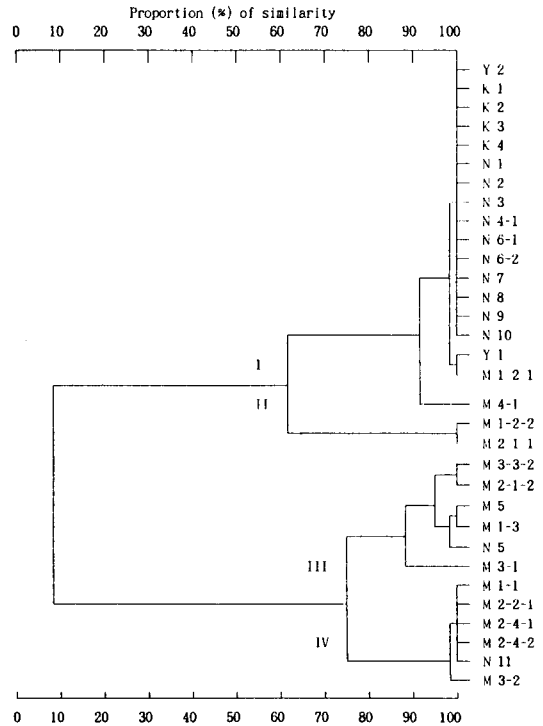 Proportion (%) of similarity
0 10 20 30 40 50 60 70 80 90 100
Y 2
K 1
K 2
K 3
K 4
N 1
N 2
N 3
N 4-1
N 6-1
N 6-2
N 7
N 8
N 9
N 10
Y 1
M 1 2 1
M 4-1
M 1-2-2
M 2 1 1
M 3-3-2
M 2-1-2
M 5
M 1-3
N 5
M 3-1
M 1-1
M 2-2-1
M 2-4-1
M 2-4-2
N 11
M 3-2
I
II
III
IV
0 10 20 30 40 50 60 70 80 90 100